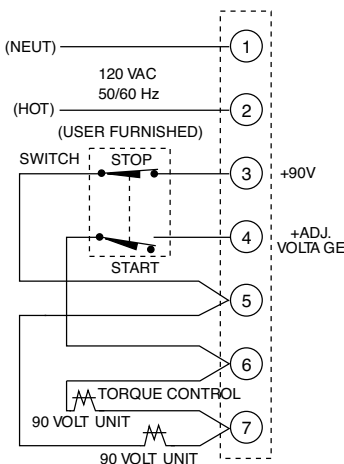 (NEUT)
1
120 VAC
50/60 Hz
(HOT)
2
(USER FURNISHED)
SWITCH
STOP
3
+90V
4
+ADJ.
VOLTA GE
START
5
6
TORQUE CONTROL
90 VOLT UNIT
7
90 VOLT UNIT